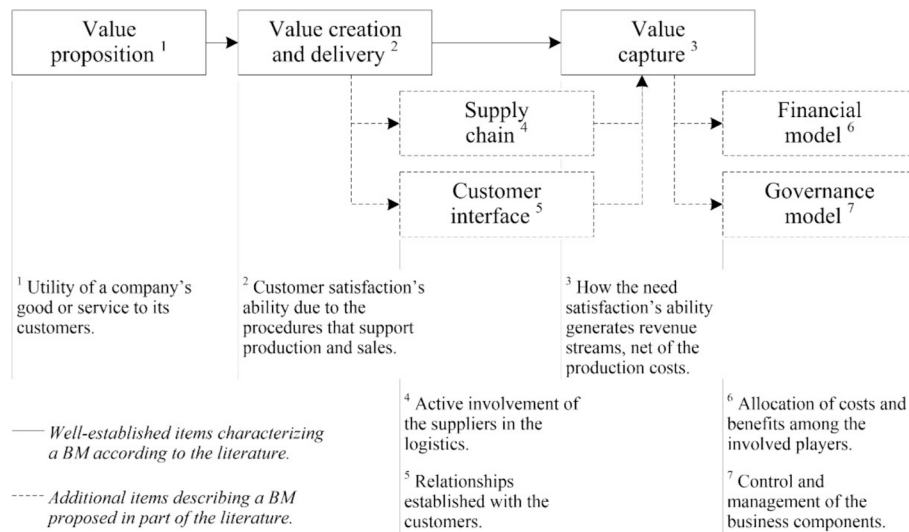 Value
proposition 1
Value creation
and delivery 2
Value
capture 3
Supply
chain 4
Financial
model 6
Customer
interface 5
Governance
model 7
1 Utility of a company's
good or service to its
customers.
2 Customer satisfaction's
ability due to the
procedures that support
production and sales.
3 How the need
satisfaction's ability
generates revenue
streams, net of the
production costs.
4 Active involvement of
the suppliers in the
logistics.
5 Relationships
established with the
customers.
6 Allocation of costs and
benefits among the
involved players.
7 Control and
management of the
business components.
Well-established items characterizing
a BM according to the literature.
Additional items describing a BM
proposed in part of the literature.